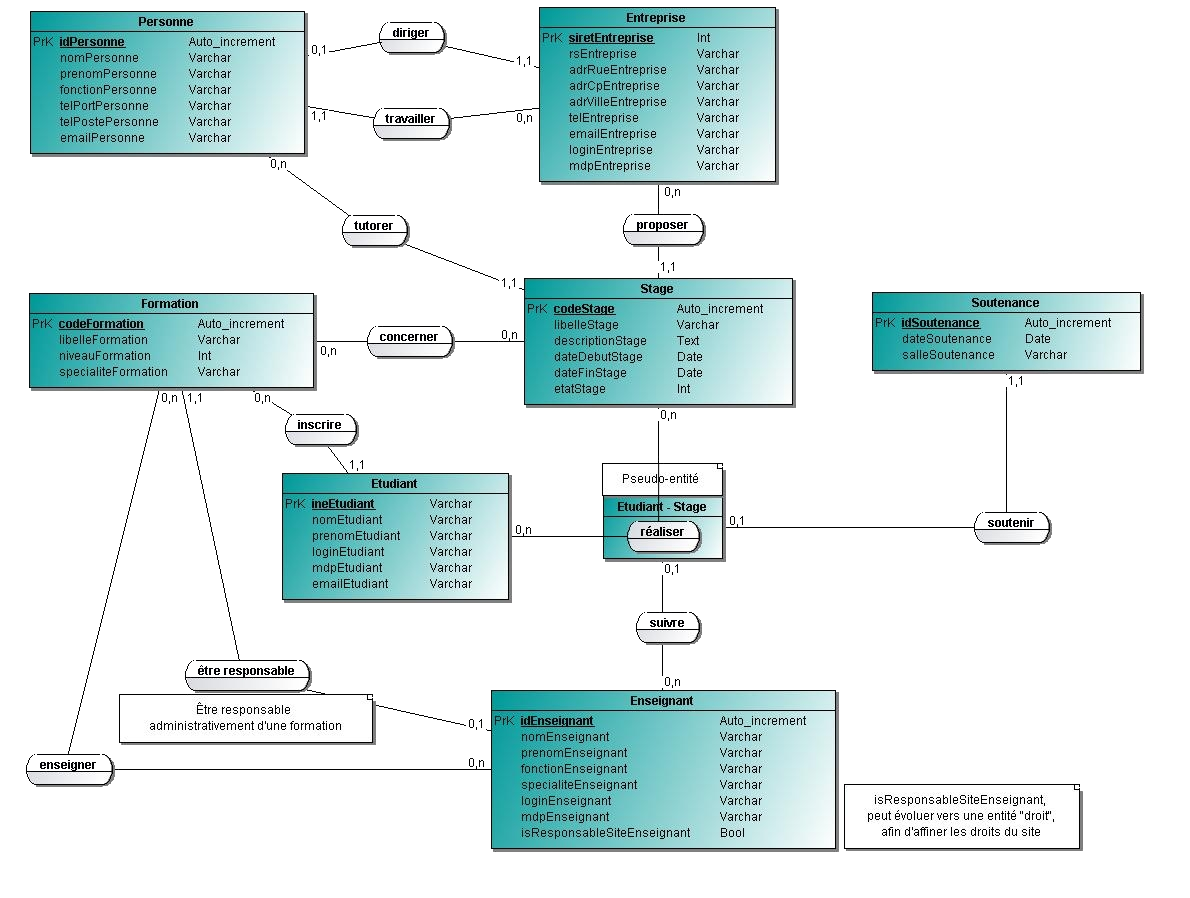 Personne
PrK idPersonne Auto_increment
nomPersonne Varchar
prenomPersonne Varchar
fonctionPersonne Varchar
telPortPersonne Varchar
telPostePersonne Varchar
emailPersonne Varchar
diriger
0,1
1,1
travailler
1,1
0,n
Entreprise
PrK siretEntreprise Int
rsEntreprise Varchar
adrRueEntreprise Varchar
adrCpEntreprise Varchar
adrVilleEntreprise Varchar
telEntreprise Varchar
emailEntreprise Varchar
loginEntreprise Varchar
mdpEntreprise Varchar
0,n
tutorer
1,1
0,n
proposer
1,1
Formation
PrK codeFormation Auto_increment
libelleFormation Varchar
niveauFormation Int
specialiteFormation Varchar
0,n
concerner
0,n
Stage
PrK codeStage Auto_increment
libelleStage Varchar
descriptionStage Text
dateDebutStage Date
dateFinStage Date
etatStage Int
Soutenance
PrK idSoutenance Auto_increment
dateSoutenance Date
salleSoutenance Varchar
1,1
0,n
1,1
0,n
inscrire
1,1
0,n
Etudiant
PrK ineEtudiant Varchar
nomEtudiant Varchar
prenomEtudiant Varchar
loginEtudiant Varchar
mdpEtudiant Varchar
emailEtudiant Varchar
0,n
Pseudo-entité
Etudiant - Stage
réaliser
0,1
soutenir
0,1
suivre
0,n
être responsable
Être responsable
administrativement d'une formation
0,1
enseigner
0,n
Enseignant
PrK idEnseignant Auto_increment
nomEnseignant Varchar
prenomEnseignant Varchar
fonctionEnseignant Varchar
specialiteEnseignant Varchar
loginEnseignant Varchar
mdpEnseignant Varchar
isResponsableSiteEnseignant Bool
isResponsableSiteEnseignant,
peut évoluer vers une entité "droit",
afin d'affiner les droits du site